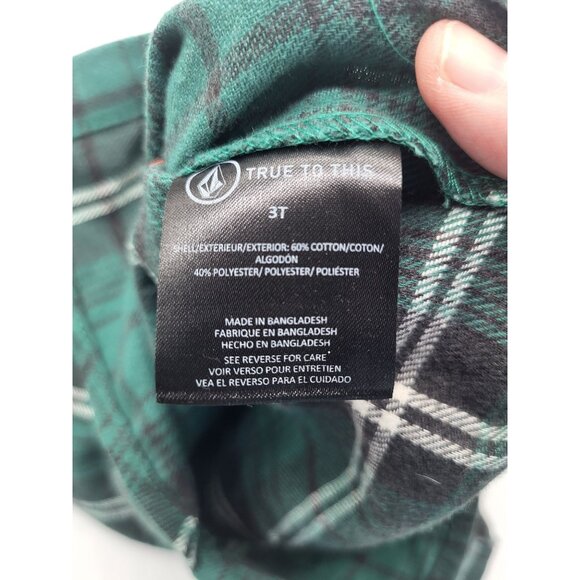 TRUE TO THIS
3T
SHELL/EXTERIEUR/EXTERIOR: 60% COTTON/COTON/
ALGODÓN
40% POLYESTER/ POLYESTER/ POLIÉSTER
MADE IN BANGLADESH
FABRIQUE EN BANGLADESH
HECHO EN BANGLADESH
SEE REVERSE FOR CARE
VOIR VERSO POUR ENTRETIEN
VEA EL REVERSO PARA EL CUIDADO